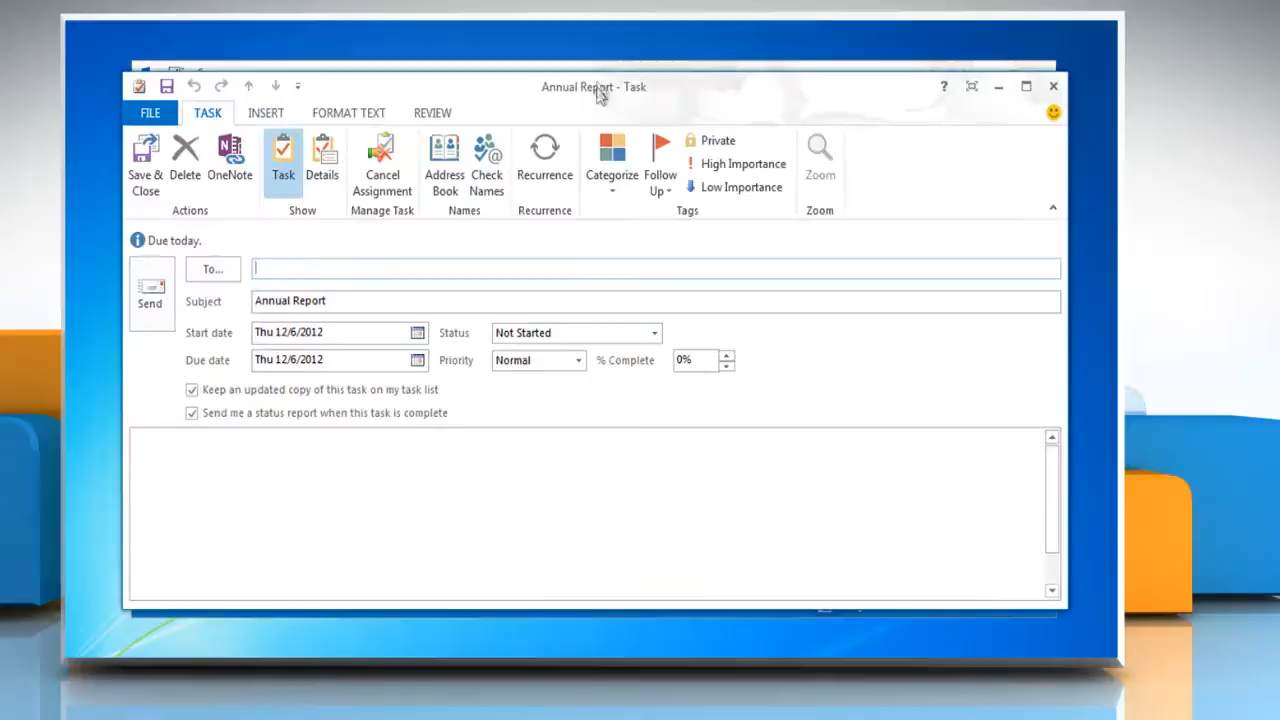 Annual Report - Task
?
FILE TASK INSERT FORMAT TEXT REVIEW
Save & Close
Delete
OneNote
Actions
Task
Details
Show
Cancel Assignment
Manage Task
Address Book
Check Names
Names
Recurrence
Recurrence
Categorize
Follow Up
Private
High Importance
Low Importance
Tags
Zoom
Zoom
Due today.
Send
To...
Subject Annual Report
Start date Thu 12/6/2012 Status Not Started
Due date Thu 12/6/2012 Priority Normal % Complete 0%
Keep an updated copy of this task on my task list
Send me a status report when this task is complete